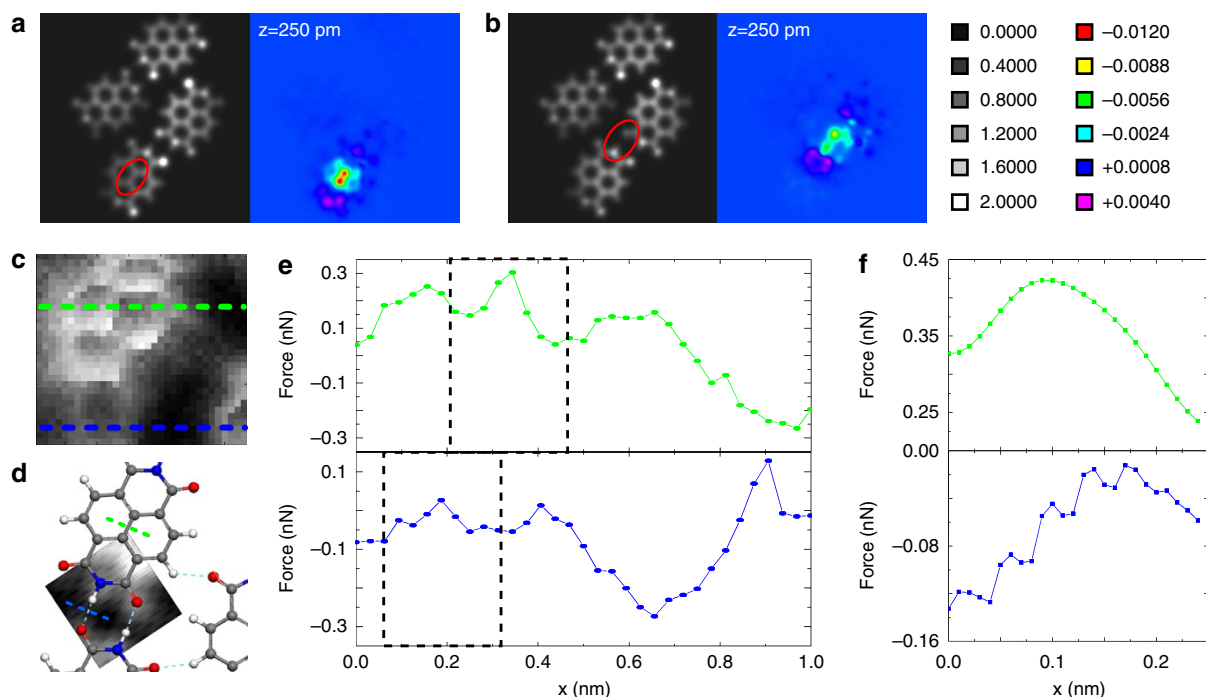 a
z=250 pm
b
z=250 pm
0.0000
−0.0120
0.4000
−0.0088
0.8000
−0.0056
1.2000
−0.0024
1.6000
+0.0008
2.0000
+0.0040
c
d
e
0.3
0.1
−0.1
−0.3
Force (nN)
0.1
−0.1
−0.3
Force (nN)
0.0
0.2
0.4
0.6
0.8
1.0
x (nm)
f
0.45
0.35
0.25
Force (nN)
0.00
−0.08
−0.16
Force (nN)
0.0
0.1
0.2
x (nm)